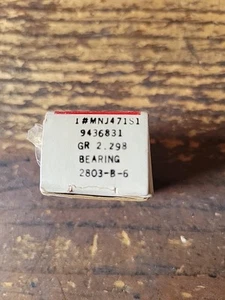 1#MNJ471S1
9436831
GR 2.298
BEARING
2803-B-6